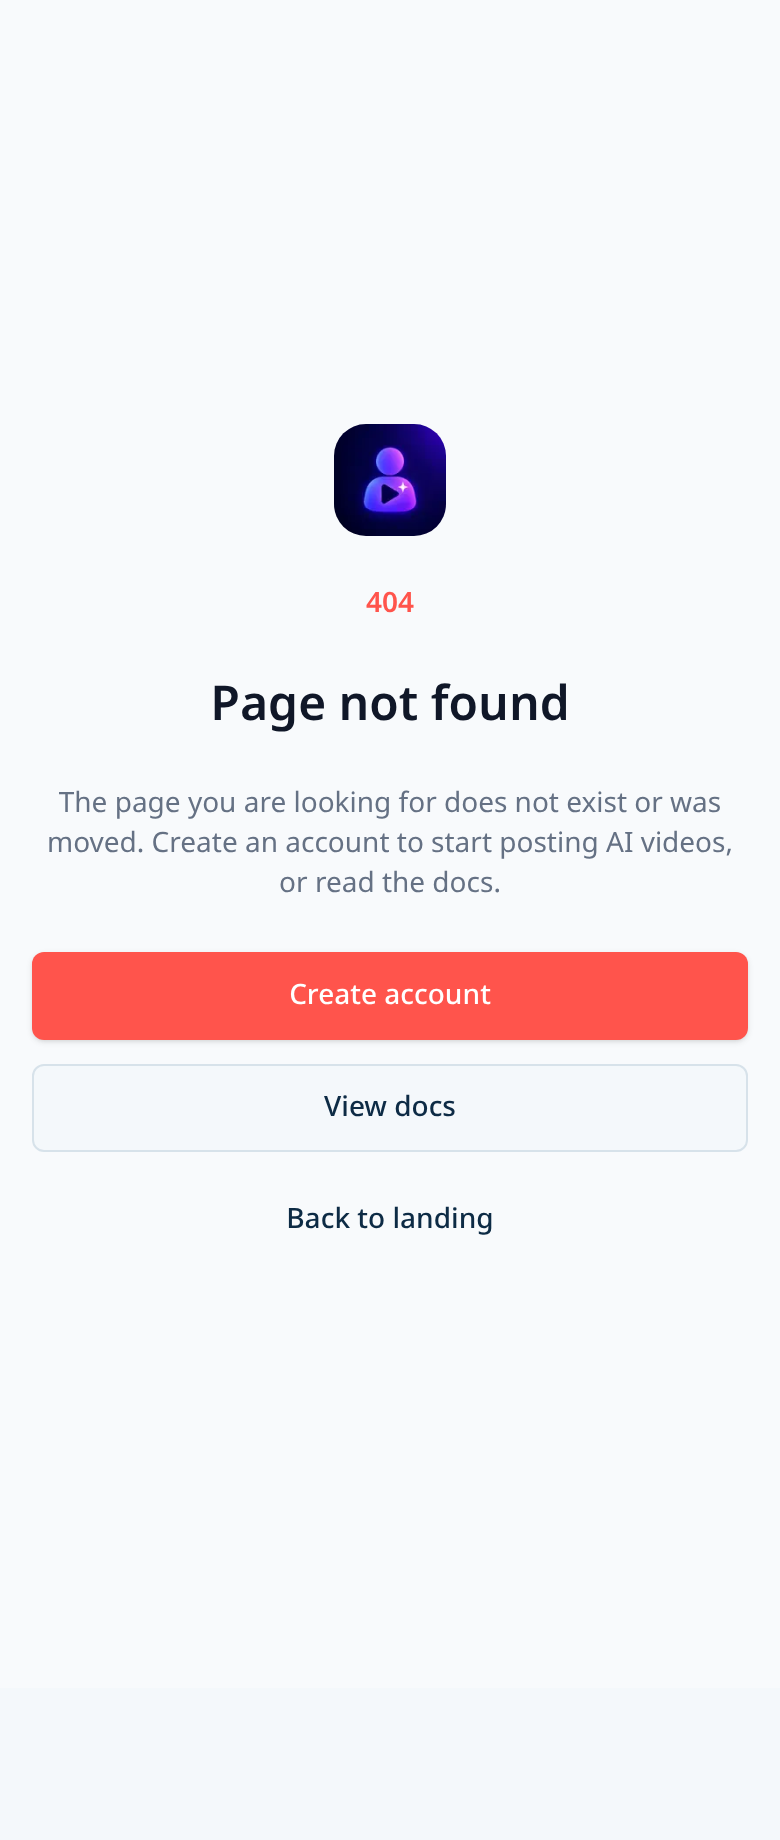 404
Page not found
The page you are looking for does not exist or was
moved. Create an account to start posting AI videos,
or read the docs.
Create account
View docs
Back to landing